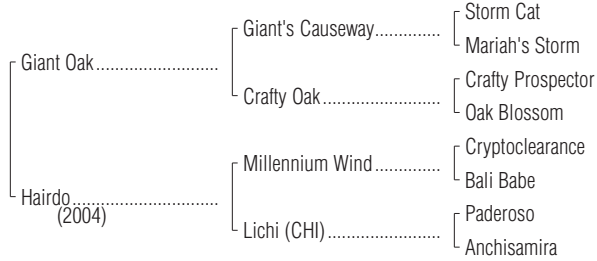 Storm Cat
Giant's Causeway..............
Mariah's Storm
Giant Oak..........................
Crafty Prospector
Crafty Oak.........................
Oak Blossom
Cryptoclearance
Millennium Wind..............
Bali Babe
Hairdo...............................
(2004)
Paderoso
Lichi (CHI)........................
Anchisamira